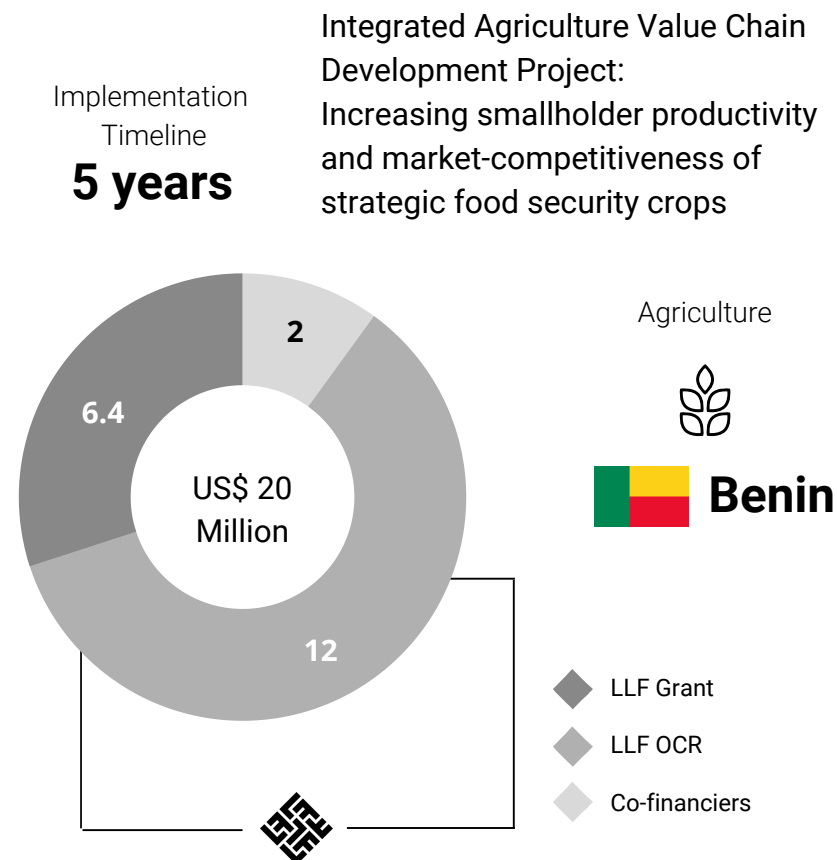 Integrated Agriculture Value Chain
Development Project:
Increasing smallholder productivity
and market-competitiveness of
strategic food security crops
Implementation
Timeline
5 years
2
6.4
US$ 20
Million
12
Agriculture
Benin
LLF Grant
LLF OCR
Co-financiers